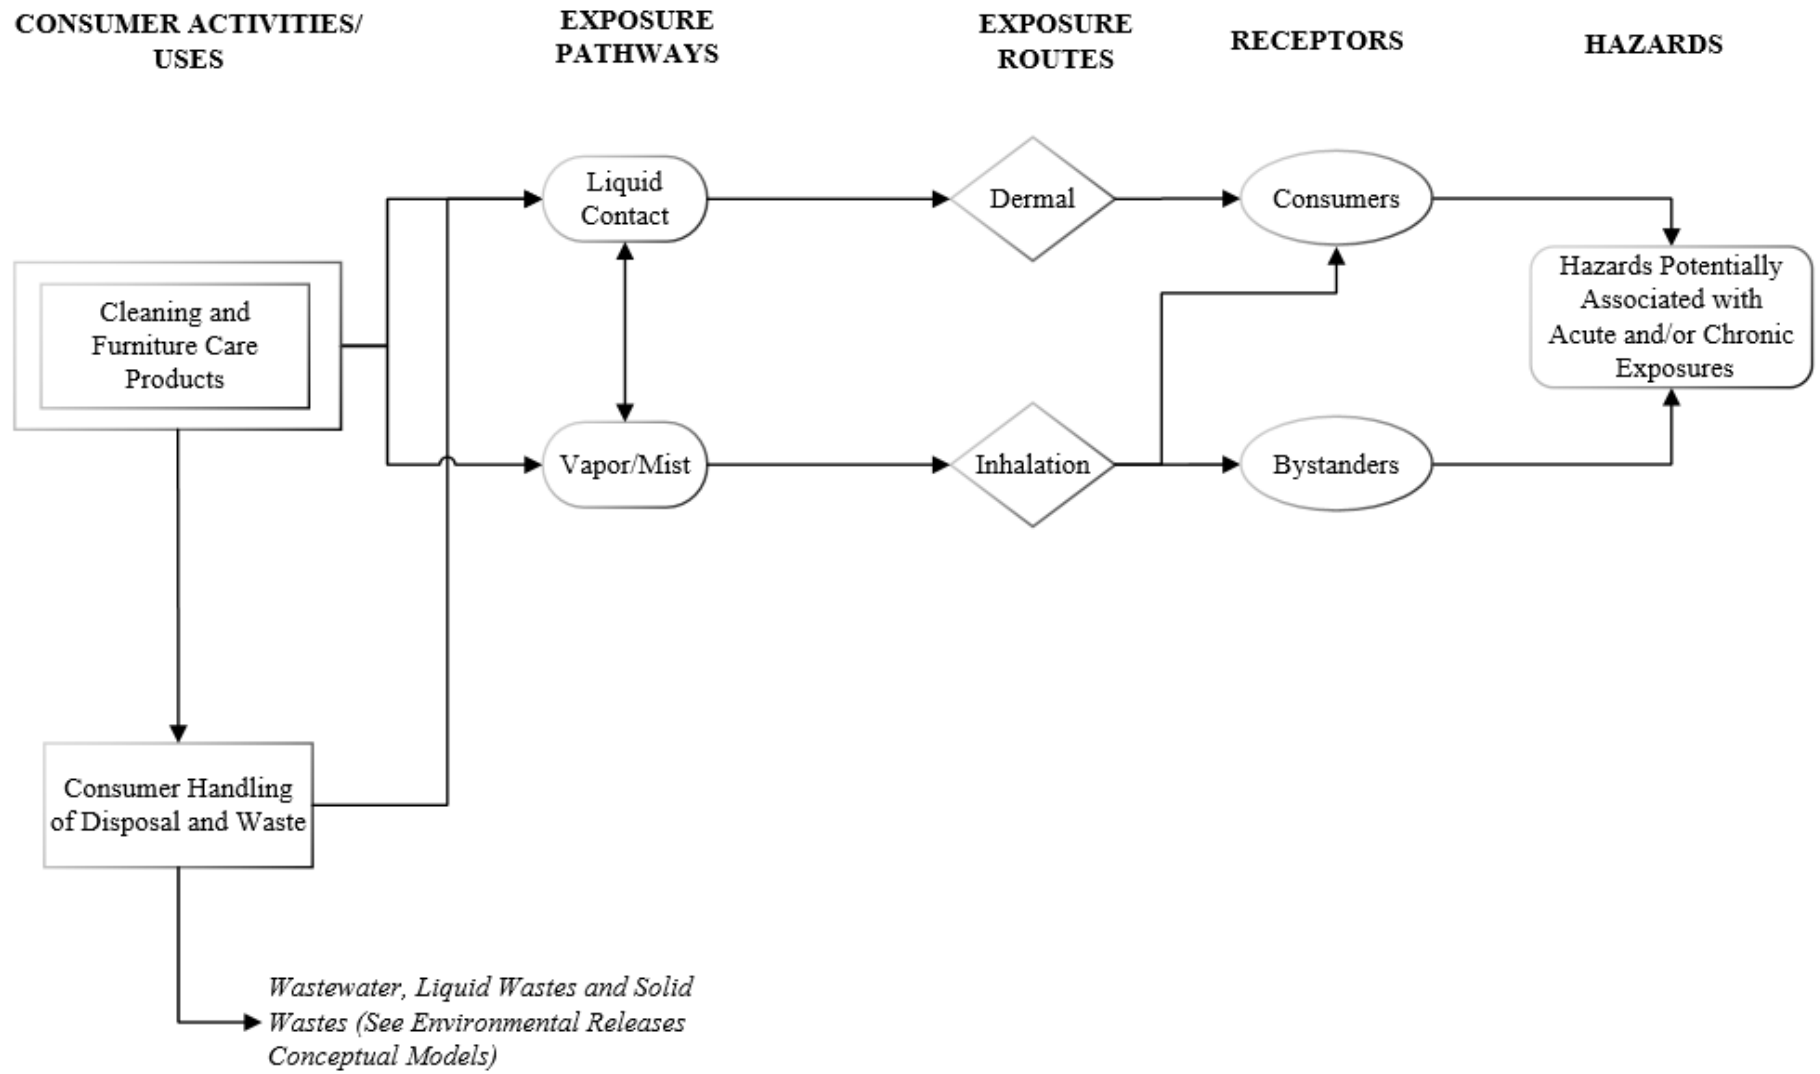 CONSUMER ACTIVITIES/
USES
EXPOSURE
PATHWAYS
EXPOSURE
ROUTES
RECEPTORS
HAZARDS
Liquid
Contact
Dermal
Consumers
Hazards Potentially
Associated with
Acute and/or Chronic
Exposures
Cleaning and
Furniture Care
Products
Vapor/Mist
Inhalation
Bystanders
Consumer Handling
of Disposal and Waste
Wastewater, Liquid Wastes and Solid
Wastes (See Environmental Releases
Conceptual Models)